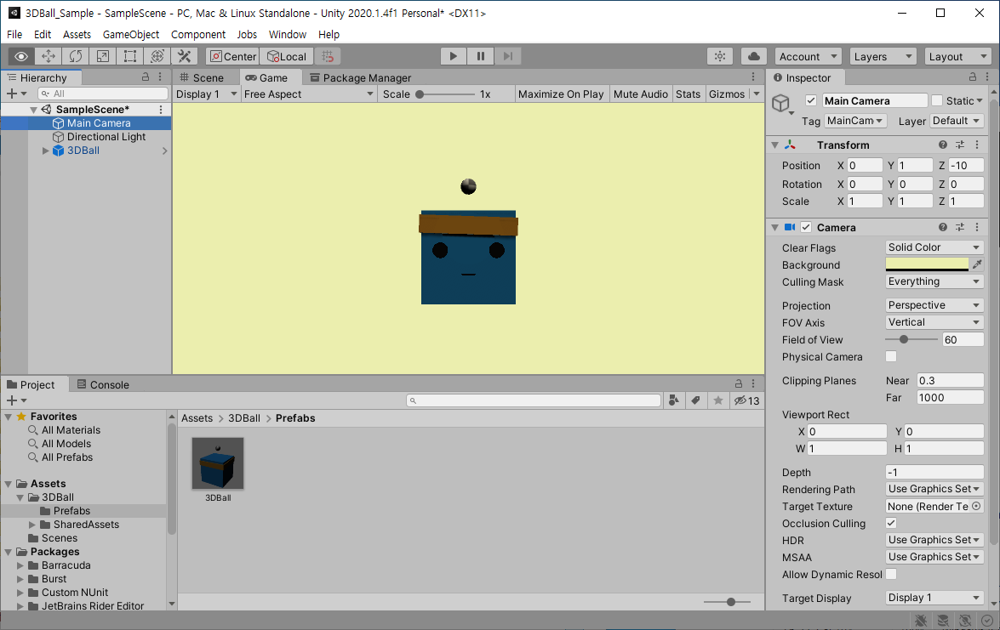 3DBall_Sample - SampleScene - PC, Mac & Linux Standalone - Unity 2020.1.4f1 Personal* <DX11>
File Edit Assets GameObject Component Jobs Window Help
Center Local Account Layers Layout
Hierarchy
All
SampleScene*
Main Camera
Directional Light
3DBall
Scene Game Package Manager
Display 1 Free Aspect Scale 1x Maximize On Play Mute Audio Stats Gizmos
Inspector
Main Camera Static
Tag MainCam Layer Default
Transform
Position X 0 Y 1 Z -10
Rotation X 0 Y 0 Z 0
Scale X 1 Y 1 Z 1
Camera
Clear Flags Solid Color
Background
Culling Mask Everything
Projection Perspective
FOV Axis Vertical
Field of View 60
Physical Camera
Clipping Planes Near 0.3
Far 1000
Viewport Rect
X 0 Y 0
W 1 H 1
Depth -1
Rendering Path Use Graphics Set
Target Texture None (Render Te
Occlusion Culling
HDR Use Graphics Set
MSAA Use Graphics Set
Allow Dynamic Resol
Target Display Display 1
Project Console
13
Favorites
All Materials
All Models
All Prefabs
Assets
3DBall
Prefabs
SharedAssets
Scenes
Packages
Barracuda
Burst
Custom NUnit
JetBrains Rider Editor
Assets > 3DBall > Prefabs
3DBall